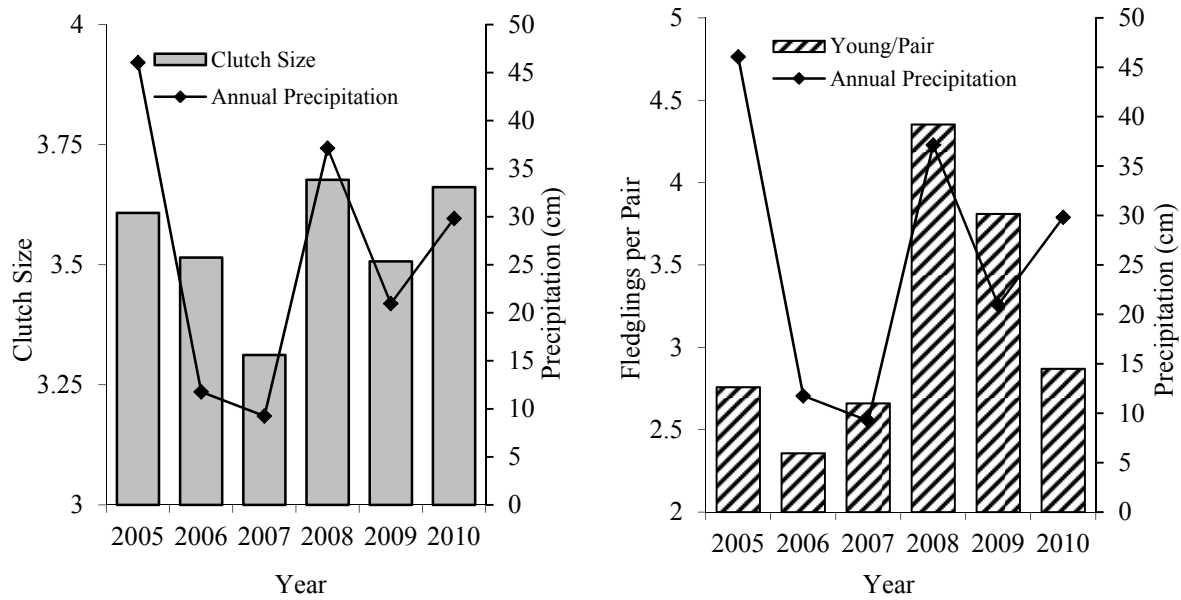 4
3.75
3.5
3.25
3
Clutch Size
Clutch Size
Annual Precipitation
50
45
40
35
30
25
20
15
10
5
0
Precipitation (cm)
2005 2006 2007 2008 2009 2010
Year
5
4.5
4
3.5
3
2.5
2
Fledglings per Pair
Young/Pair
Annual Precipitation
50
45
40
35
30
25
20
15
10
5
0
Precipitation (cm)
2005 2006 2007 2008 2009 2010
Year